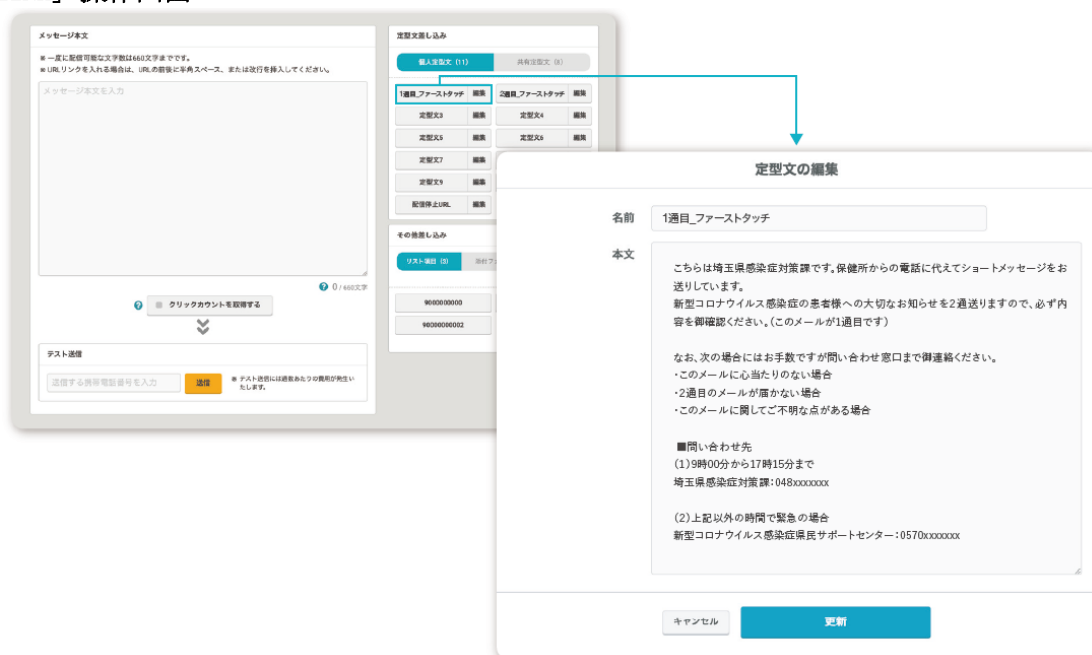 メッセージ本文
※ 一度に配信可能な文字数は660文字までです。
※ URLリンクを入れる場合は、URLの前後に半角スペース、または改行を挿入してください。
メッセージ本文を入力
0 / 660文字
クリックカウントを取得する
テスト送信
送信する携帯電話番号を入力
送信
※ テスト送信には通数あたりの費用が発生い
たします。
定型文差し込み
個人定型文 (11)
共有定型文 (0)
1通目_ファーストタッチ 編集 2通目_ファーストタッチ 編集
定型文3 編集 定型文4 編集
定型文5 編集 定型文6 編集
定型文7 編集
定型文9 編集
配信停止URL 編集
その他差し込み
リスト項目 (3)
9000000000
90300000002
定型文の編集
名前
1通目_ファーストタッチ
本文
こちらは埼玉県感染症対策課です。保健所からの電話に代えてショートメッセージをお
送りしています。
新型コロナウイルス感染症の患者様への大切なお知らせを2通送りますので、必ず内
容を御確認ください。(このメールが1通目です)
なお、次の場合にはお手数ですが問い合わせ窓口まで御連絡ください。
・このメールに心当たりのない場合
・2通目のメールが届かない場合
・このメールに関してご不明な点がある場合
■問い合わせ先
(1)9時00分から17時15分まで
埼玉県感染症対策課:048xxxxxxx
(2)上記以外の時間で緊急の場合
新型コロナウイルス感染症県民サポートセンター:0570xxxxxxx
キャンセル
更新